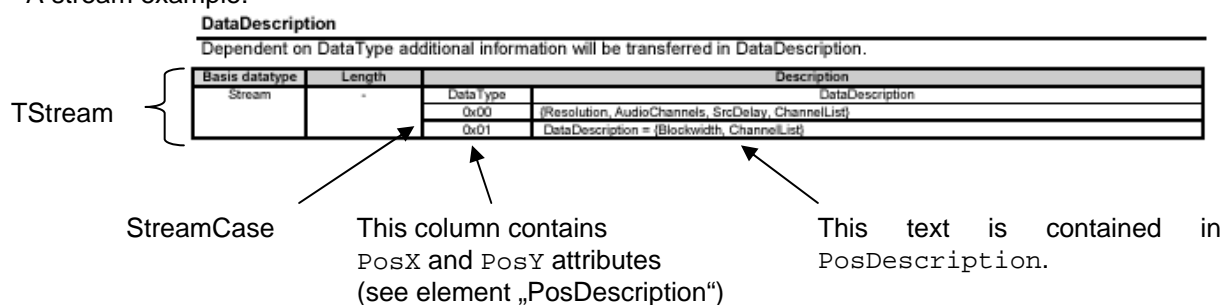 A stream example:
DataDescription
Dependent on DataType additional information will be transferred in DataDescription.
Basis datatype Length Description
Stream - DataType DataDescription
0x00 {Resolution, AudioChannels, SrcDelay, ChannelList}
0x01 DataDescription = {Blockwidth, ChannelList}
TStream
StreamCase
This column contains
PosX and PosY attributes
(see element „PosDescription“)
This text is contained in
PosDescription.